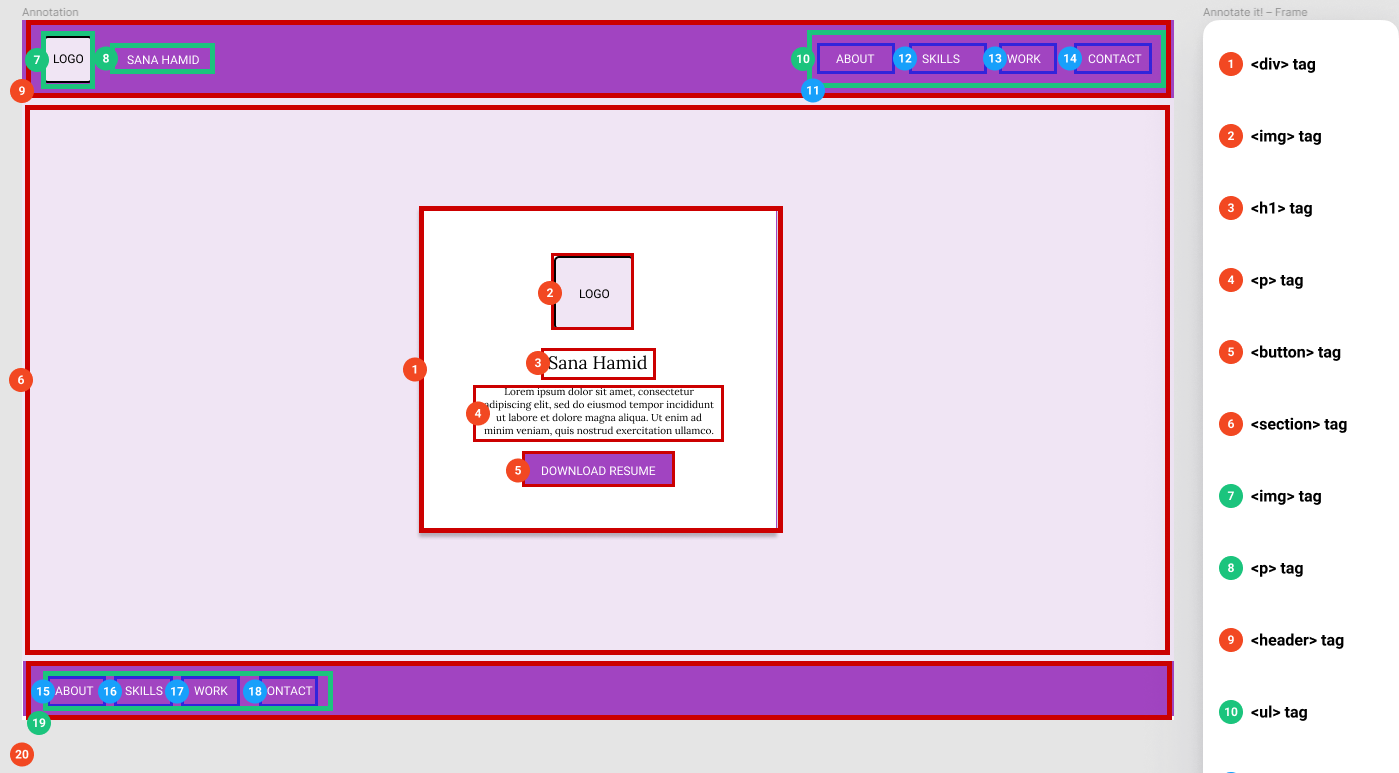 Annotation
Annotate it! – Frame
7
LOGO
8
SANA HAMID
9
10
ABOUT
12
SKILLS
13
WORK
14
CONTACT
11
6
1
2
LOGO
3
Sana Hamid
4
Lorem ipsum dolor sit amet, consectetur
adipiscing elit, sed do eiusmod tempor incididunt
ut labore et dolore magna aliqua. Ut enim ad
minim veniam, quis nostrud exercitation ullamco.
5
DOWNLOAD RESUME
15
ABOUT
16
SKILLS
17
WORK
18
ONTACT
19
20
1 <div> tag
2 <img> tag
3 <h1> tag
4 <p> tag
5 <button> tag
6 <section> tag
7 <img> tag
8 <p> tag
9 <header> tag
10 <ul> tag